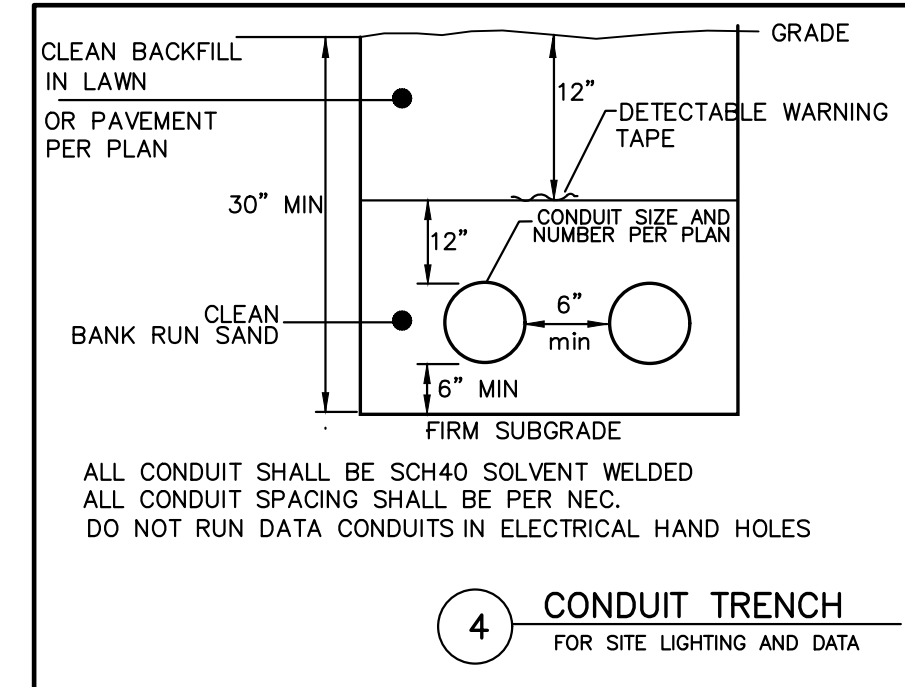 GRADE
CLEAN BACKFILL
IN LAWN
OR PAVEMENT
PER PLAN
12"
DETECTABLE WARNING
TAPE
30" MIN
12"
CONDUIT SIZE AND
NUMBER PER PLAN
CLEAN
BANK RUN SAND
6"
min
6" MIN
FIRM SUBGRADE
ALL CONDUIT SHALL BE SCH40 SOLVENT WELDED
ALL CONDUIT SPACING SHALL BE PER NEC.
DO NOT RUN DATA CONDUITS IN ELECTRICAL HAND HOLES
4
CONDUIT TRENCH
FOR SITE LIGHTING AND DATA